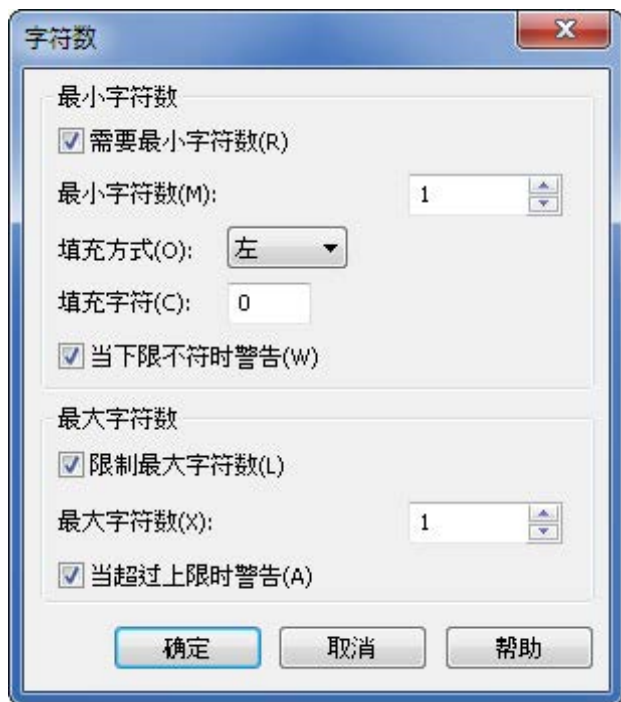 字符数
最小字符数
需要最小字符数(R)
最小字符数(M): 1
填充方式(O): 左
填充字符(C): 0
当下限不符时警告(W)
最大字符数
限制最大字符数(L)
最大字符数(X): 1
当超过上限时警告(A)
确定 取消 帮助